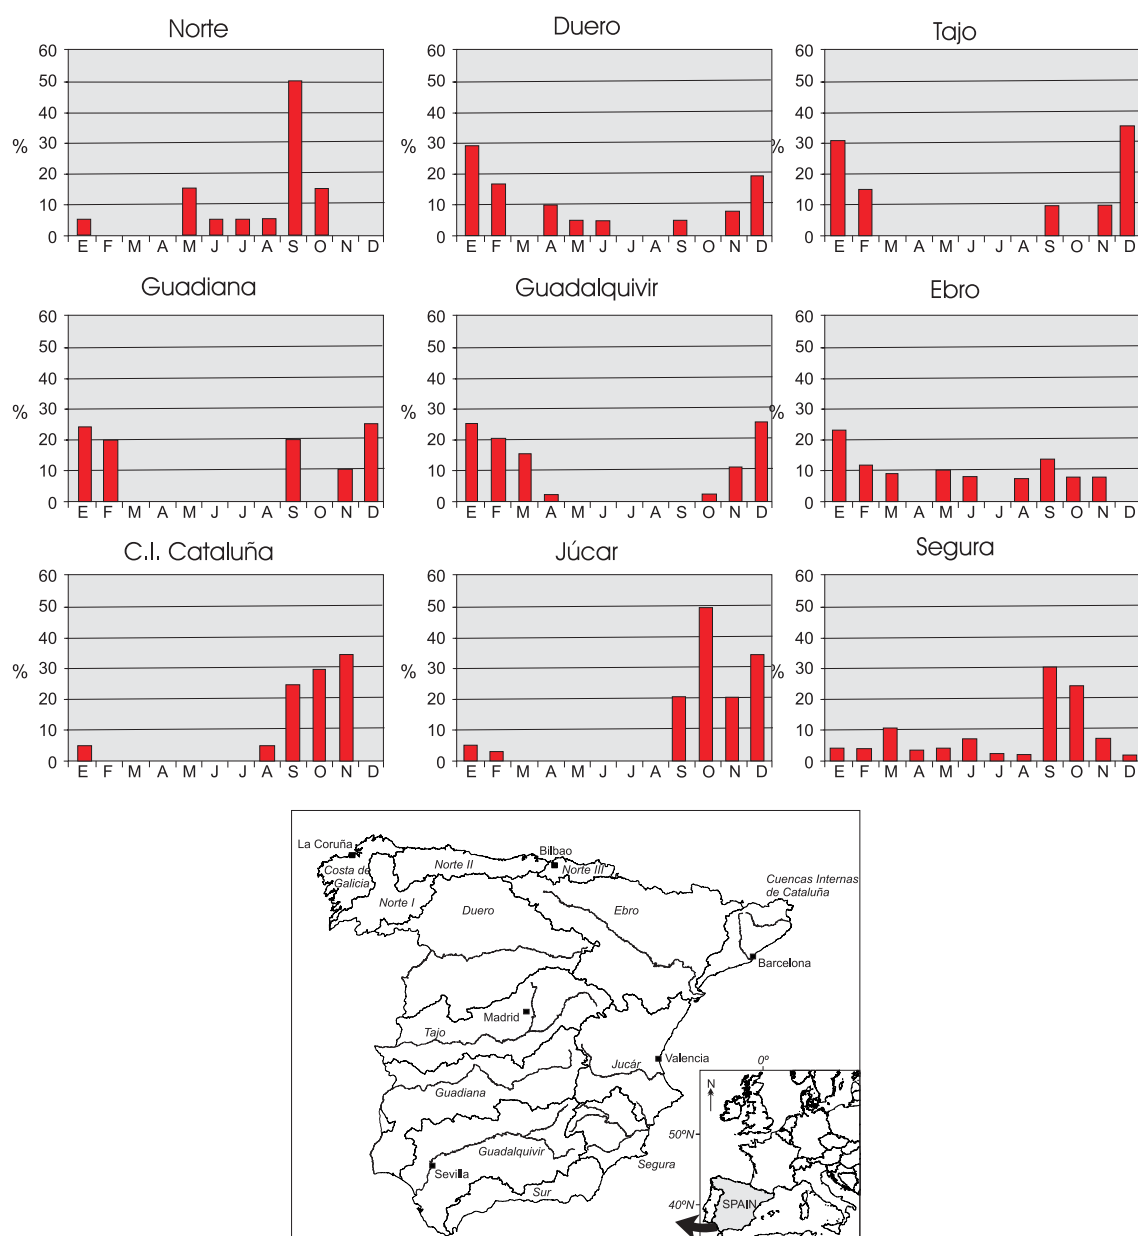 Norte
Duero
Tajo
60
50
40
30
20
10
0
%
E F M A M J J A S O N D
60
50
40
30
20
10
0
%
E F M A M J J A S O N D
60
50
40
30
20
10
0
%
E F M A M J J A S O N D
Guadiana
Guadalquivir
Ebro
60
50
40
30
20
10
0
%
E F M A M J J A S O N D
60
50
40
30
20
10
0
%
E F M A M J J A S O N D
60
50
40
30
20
10
0
%
E F M A M J J A S O N D
C.I. Cataluña
Júcar
Segura
60
50
40
30
20
10
0
%
E F M A M J J A S O N D
60
50
40
30
20
10
0
%
E F M A M J J A S O N D
60
50
40
30
20
10
0
%
E F M A M J J A S O N D
La Coruña
Bilbao
Costa de
Galicia
Norte II
Norte III
Cuencas Internas
de Cataluña
Norte I
Duero
Ebro
Barcelona
Madrid
Tajo
Valencia
Jucár
Guadiana
Guadalquivir
Segura
Sevilla
Sur
0º
N
50ºN
40ºN
SPAIN